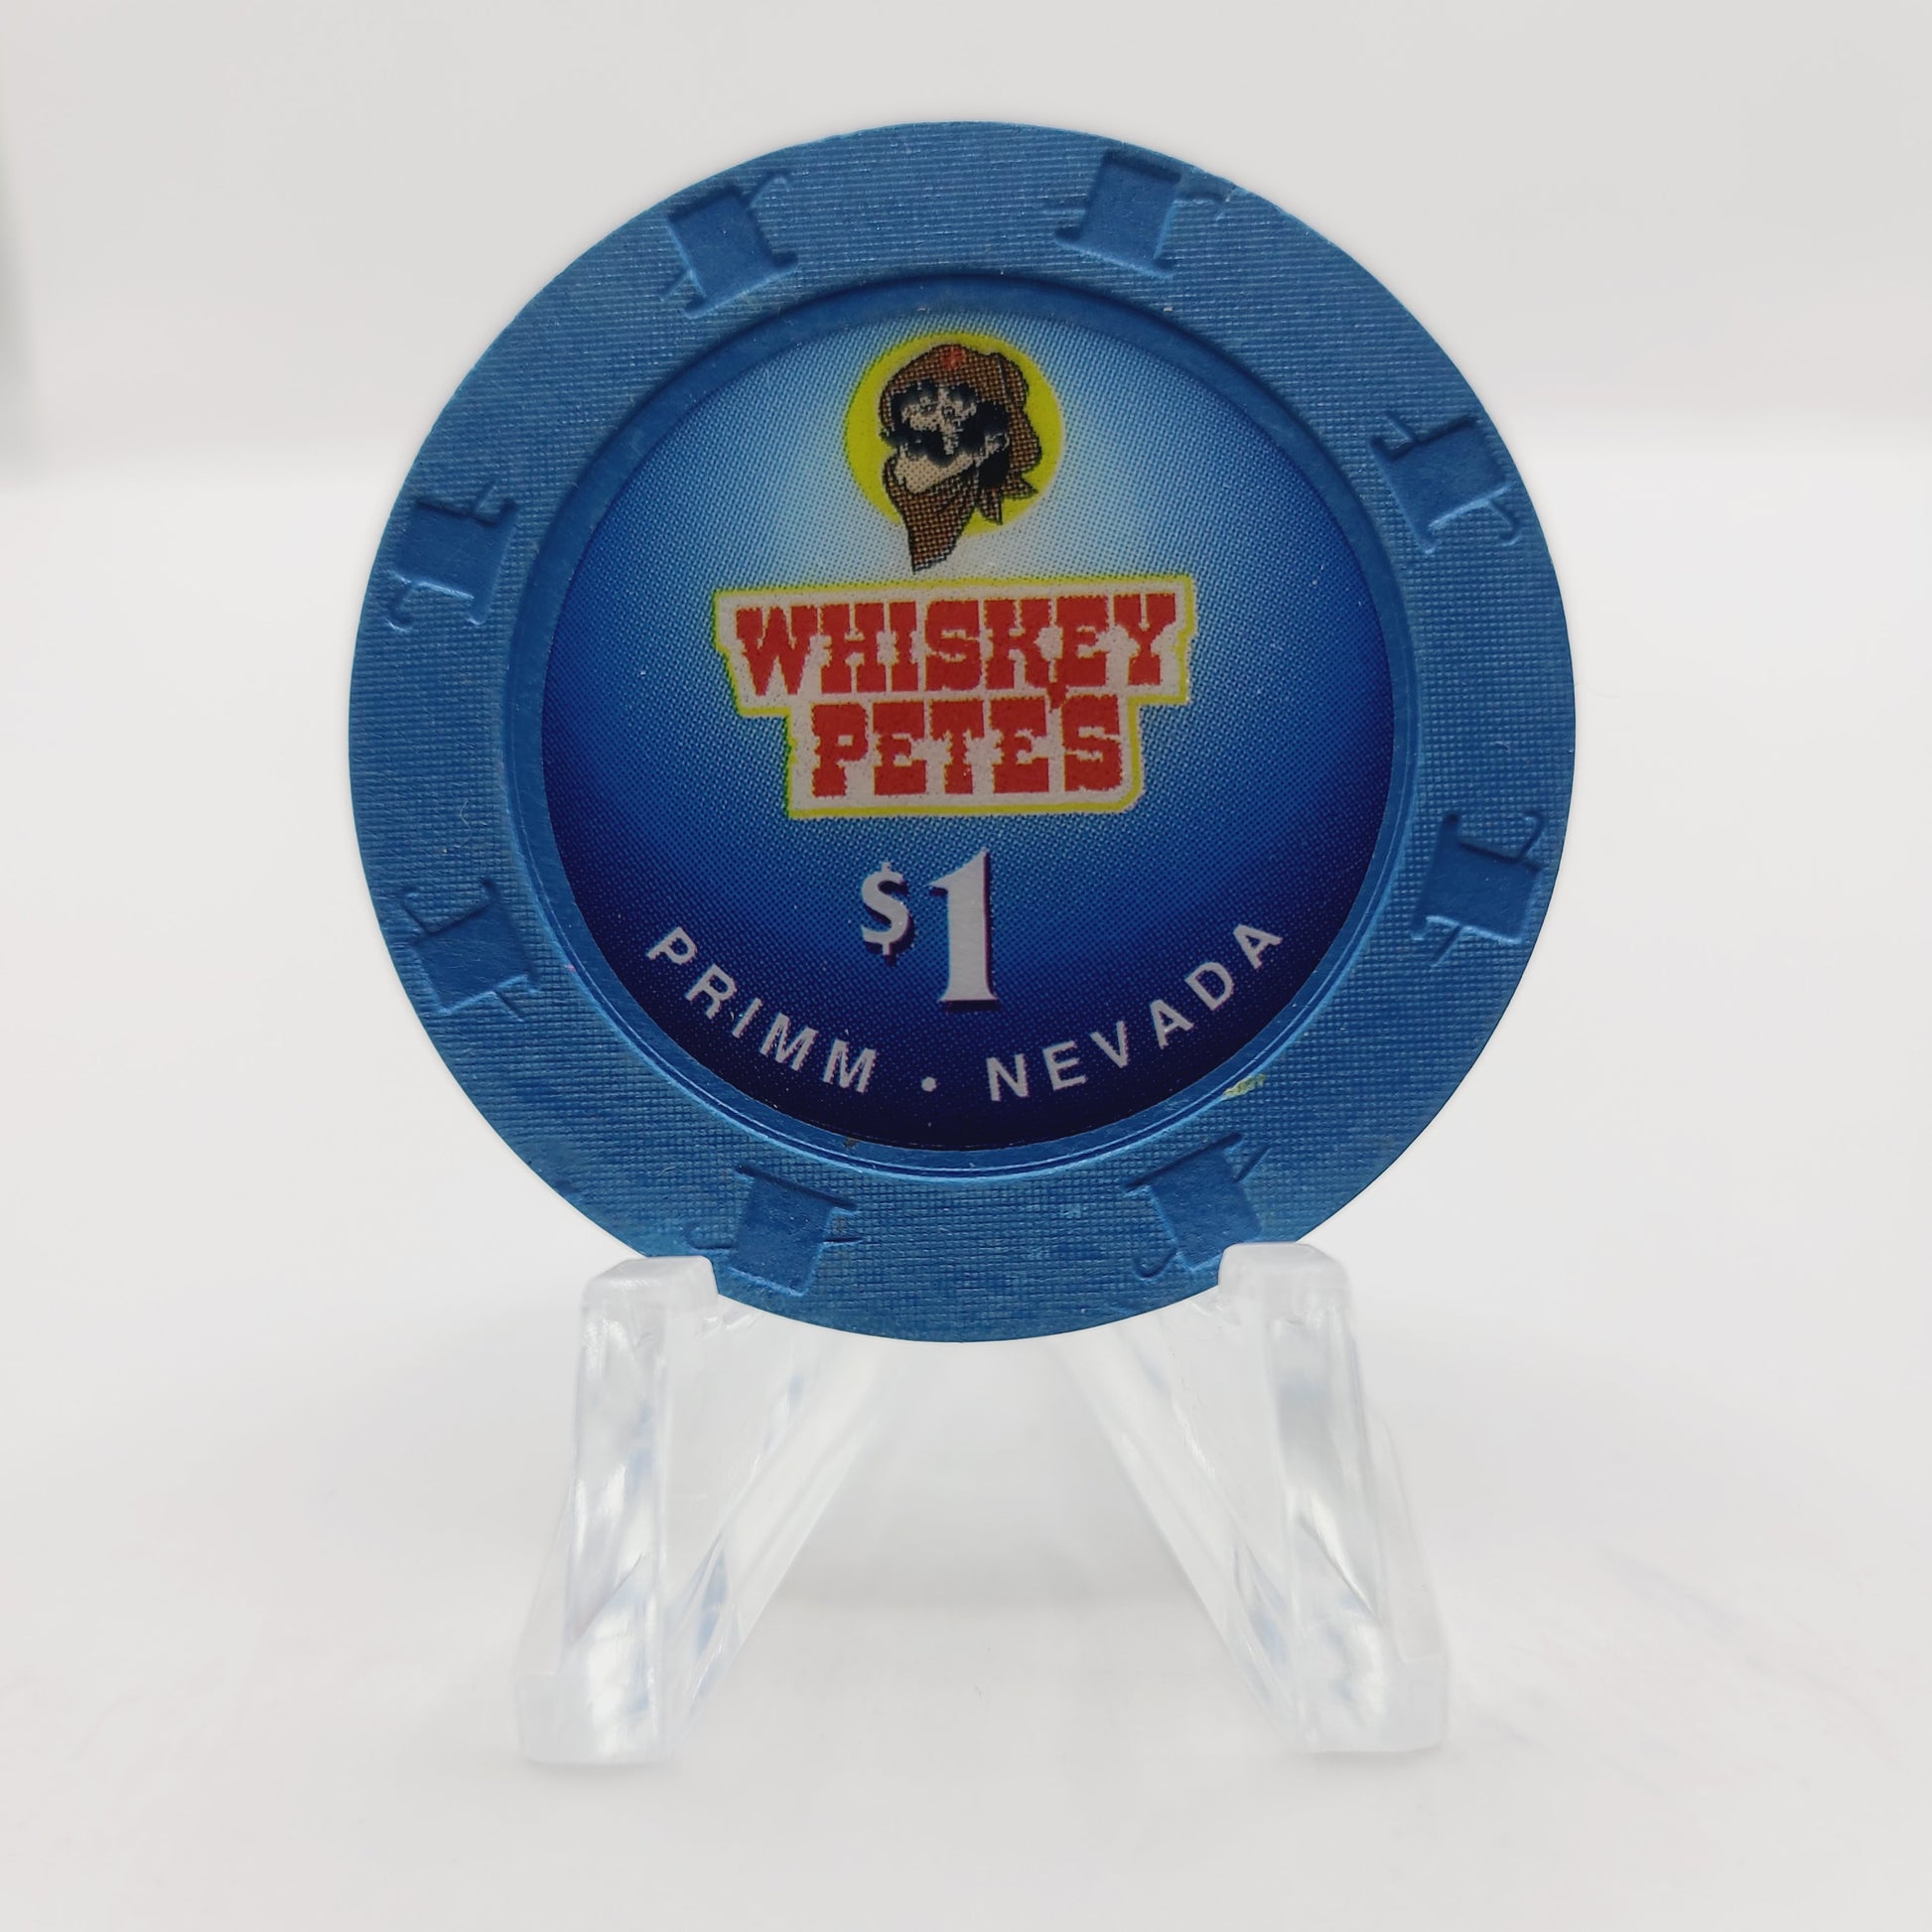 WHISKEY
PETE'S
$1
PRIMM • NEVADA